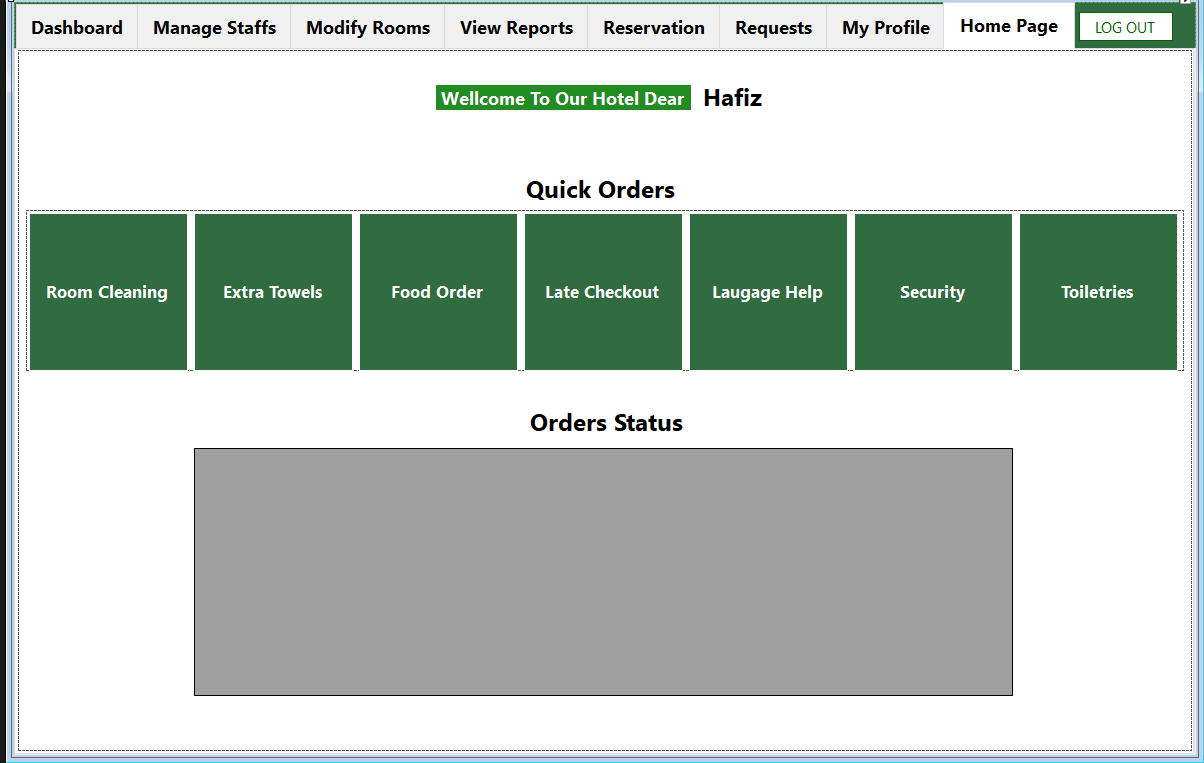 Dashboard Manage Staffs Modify Rooms View Reports Reservation Requests My Profile Home Page LOG OUT
Wellcome To Our Hotel Dear Hafiz
Quick Orders
Room Cleaning Extra Towels Food Order Late Checkout Laugage Help Security Toiletries
Orders Status